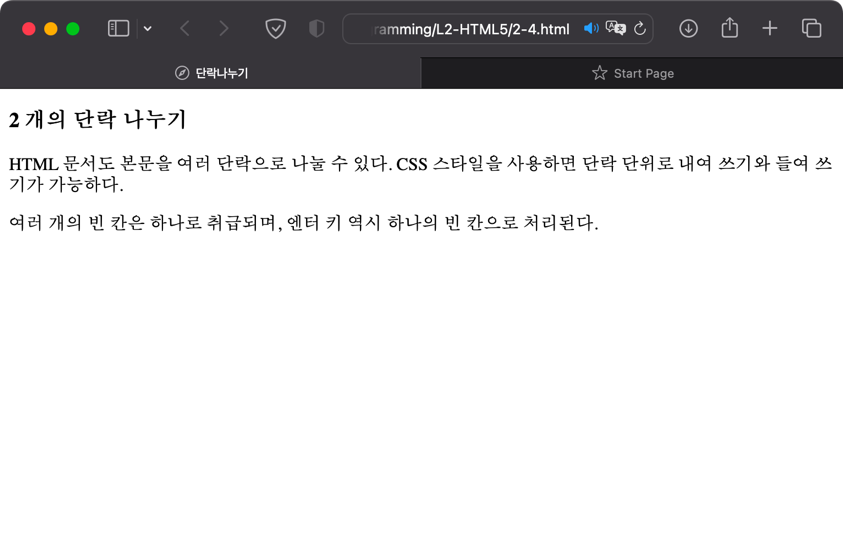 ramming/L2-HTML5/2-4.html
단락나누기
Start Page
2 개의 단락 나누기
HTML 문서도 본문을 여러 단락으로 나눌 수 있다. CSS 스타일을 사용하면 단락 단위로 내여 쓰기와 들여 쓰
기가 가능하다.
여러 개의 빈 칸은 하나로 취급되며, 엔터 키 역시 하나의 빈 칸으로 처리된다.